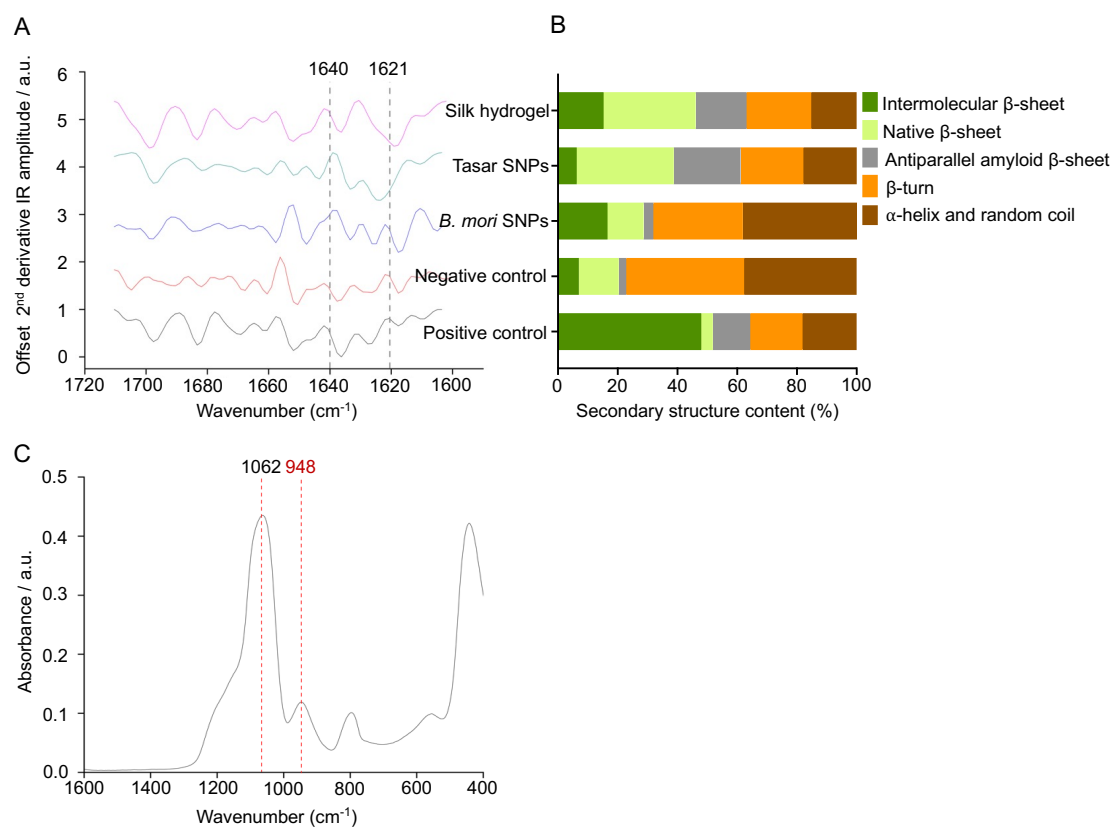 A
B
1640 1621
6
5
4
3
2
1
0
Offset 2nd derivative IR amplitude / a.u.
1720 1700 1680 1660 1640 1620 1600
Wavenumber (cm-1)
Silk hydrogel
Tasar SNPs
B. mori SNPs
Negative control
Positive control
0 20 40 60 80 100
Secondary structure content (%)
Intermolecular β-sheet
Native β-sheet
Antiparallel amyloid β-sheet
β-turn
α-helix and random coil
C
1062 948
0.5
0.4
0.3
0.2
0.1
0.0
Absorbance / a.u.
1600 1400 1200 1000 800 600 400
Wavenumber (cm-1)